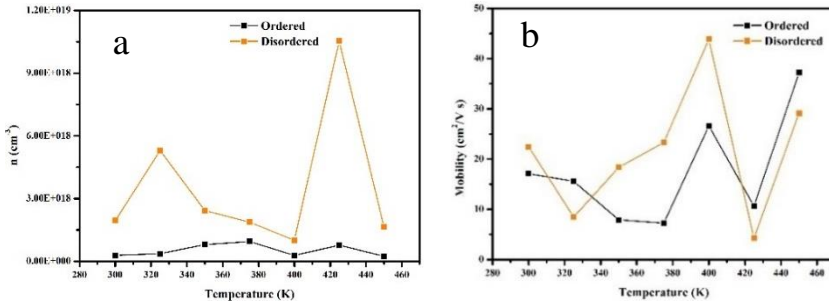 a
Ordered
Disordered
1.20E+019
9.00E+018
6.00E+018
3.00E+018
0.00E+000
n (cm-3)
280 300 320 340 360 380 400 420 440 460
Temperature (K)
b
Ordered
Disordered
50
40
30
20
10
0
Mobility (cm2/V s)
280 300 320 340 360 380 400 420 440 460
Temperature (K)